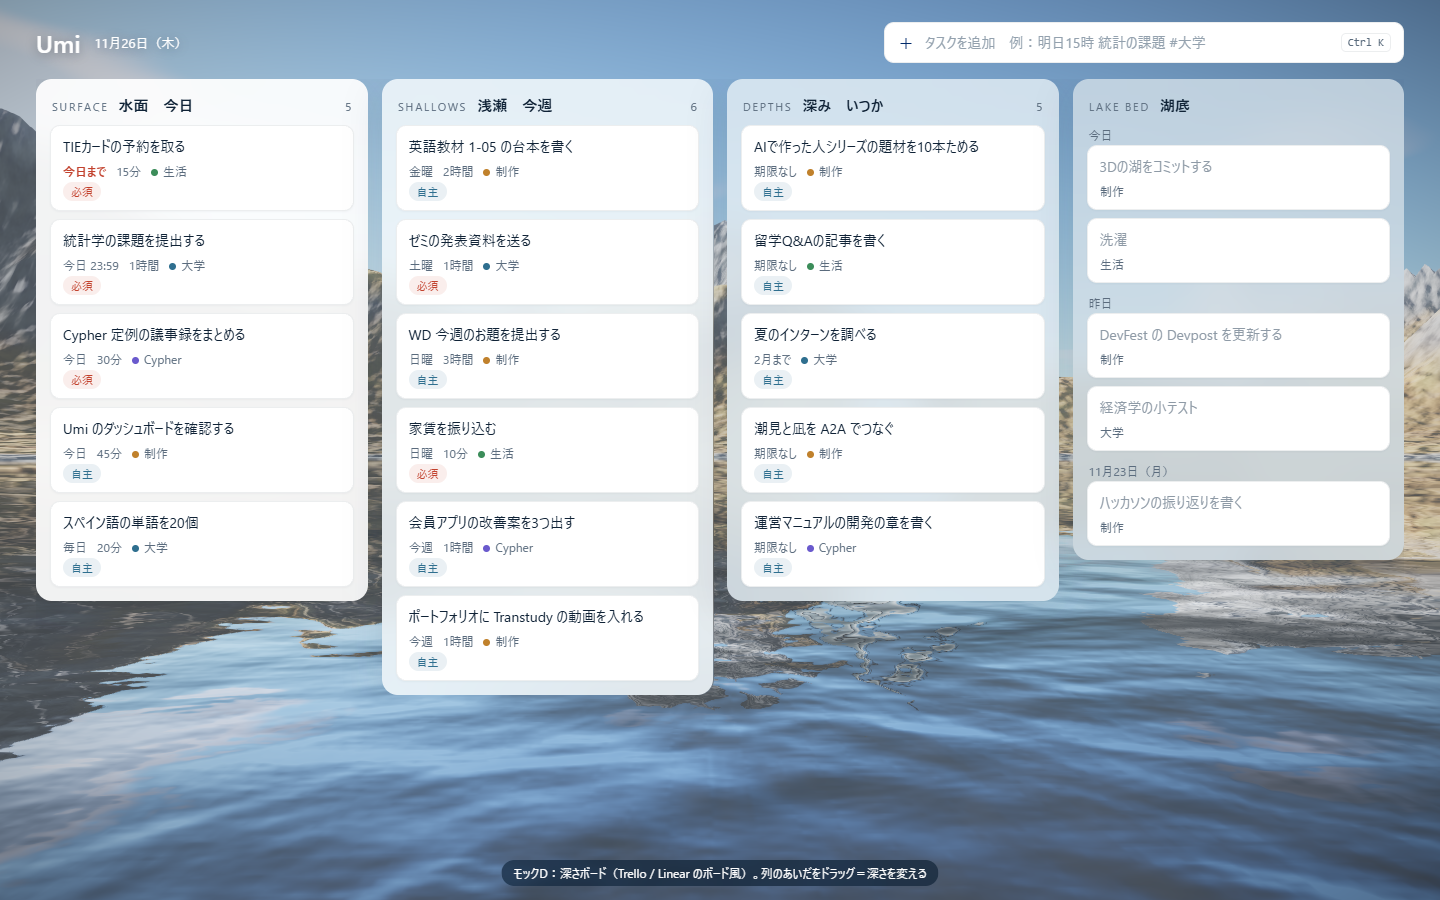 Umi 11月26日（木）
＋ タスクを追加　例：明日15時 統計の課題 #大学 Ctrl K
SURFACE 水面　今日 5
TIEカードの予約を取る
今日まで 15分 生活
必須
統計学の課題を提出する
今日 23:59 1時間 大学
必須
Cypher 定例の議事録をまとめる
今日 30分 Cypher
必須
Umi のダッシュボードを確認する
今日 45分 制作
自主
スペイン語の単語を20個
毎日 20分 大学
自主
SHALLOWS 浅瀬　今週 6
英語教材 1-05 の台本を書く
金曜 2時間 制作
自主
ゼミの発表資料を送る
土曜 1時間 大学
必須
WD 今週のお題を提出する
日曜 3時間 制作
自主
家賃を振り込む
日曜 10分 生活
必須
会員アプリの改善案を3つ出す
今週 1時間 Cypher
自主
ポートフォリオに Transtudy の動画を入れる
今週 1時間 制作
自主
DEPTHS 深み　いつか 5
AIで作った人シリーズの題材を10本ためる
期限なし 制作
自主
留学Q&Aの記事を書く
期限なし 生活
自主
夏のインターンを調べる
2月まで 大学
自主
潮見と凪を A2A でつなぐ
期限なし 制作
自主
運営マニュアルの開発の章を書く
期限なし Cypher
自主
LAKE BED 湖底
今日
3Dの湖をコミットする
制作
洗濯
生活
昨日
DevFest の Devpost を更新する
制作
経済学の小テスト
大学
11月23日（月）
ハッカソンの振り返りを書く
制作
モックD：深さボード（Trello / Linear のボード風）。列のあいだをドラッグ＝深さを変える